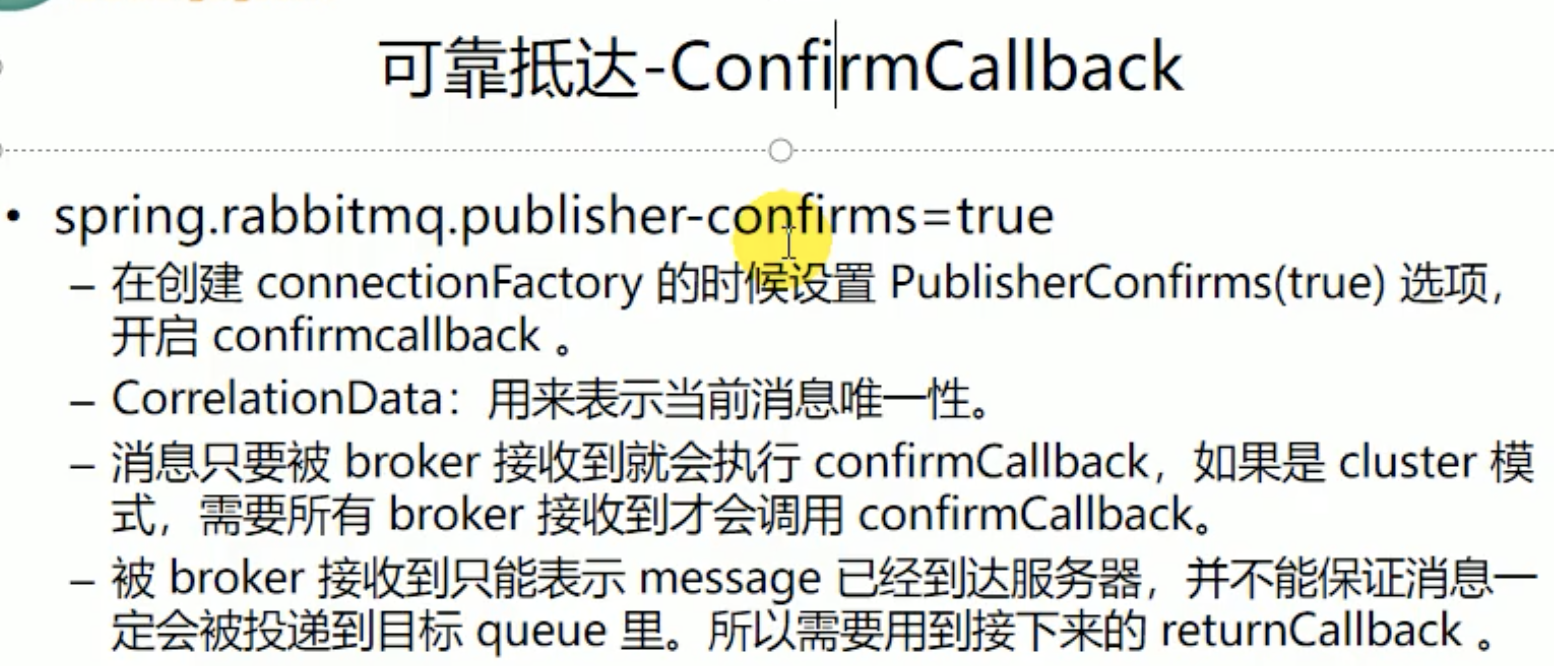 可靠抵达-ConfirmCallback
• spring.rabbitmq.publisher-confirms=true
– 在创建 connectionFactory 的时候设置 PublisherConfirms(true) 选项，
开启 confirmcallback 。
– CorrelationData：用来表示当前消息唯一性。
– 消息只要被 broker 接收到就会执行 confirmCallback，如果是 cluster 模
式，需要所有 broker 接收到才会调用 confirmCallback。
– 被 broker 接收到只能表示 message 已经到达服务器，并不能保证消息一
定会被投递到目标 queue 里。所以需要用到接下来的 returnCallback 。